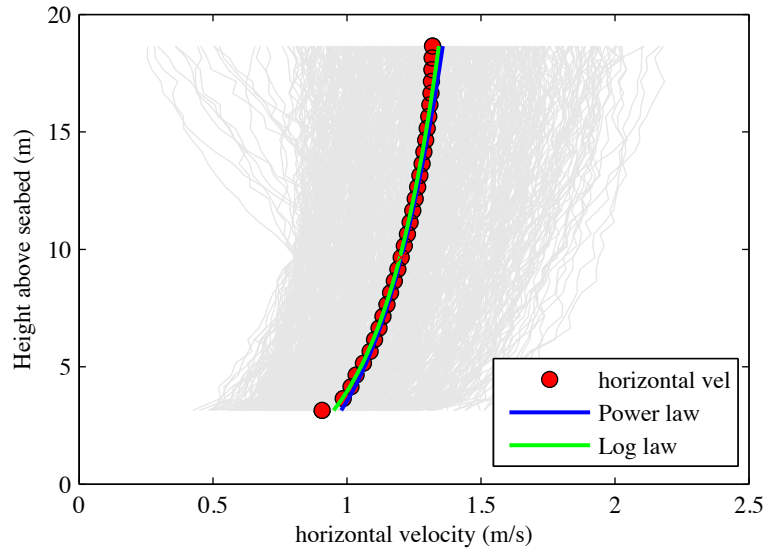 20
15
10
5
0
Height above seabed (m)
horizontal vel
Power law
Log law
0 0.5 1 1.5 2 2.5
horizontal velocity (m/s)